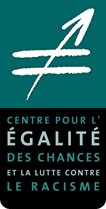 CENTRE POUR L'
ÉGALITÉ
DES CHANCES
ET LA LUTTE CONTRE
LE RACISME